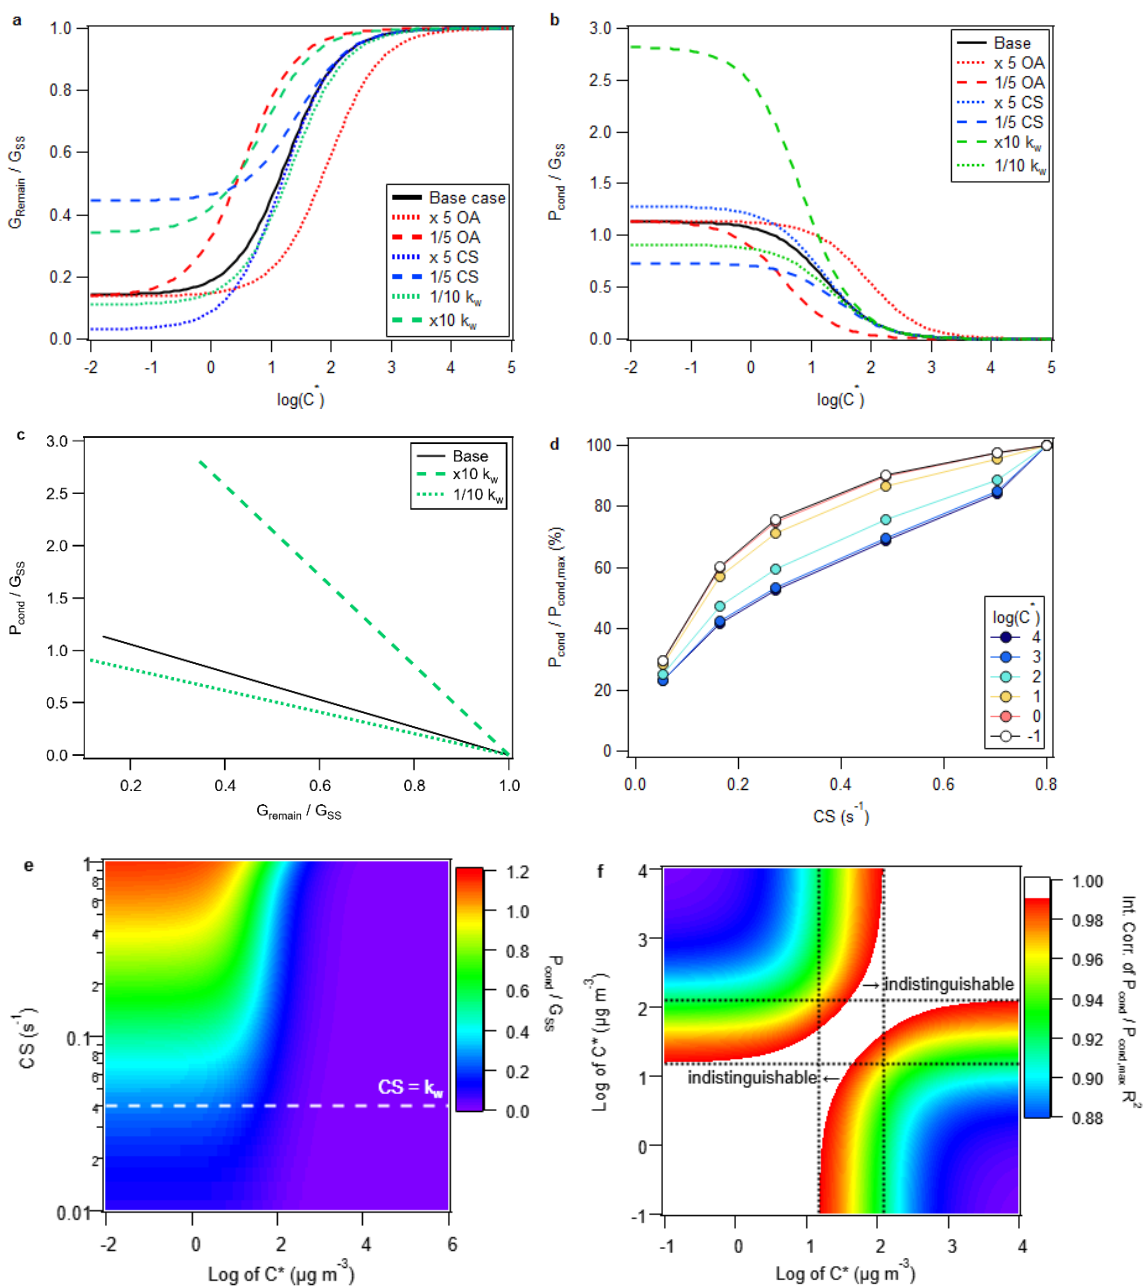 a
G_Remain / G_SS
1.0
0.8
0.6
0.4
0.2
0.0
-2 -1 0 1 2 3 4 5
log(C*)
Base case
x 5 OA
1/5 OA
x 5 CS
1/5 CS
1/10 k_w
x10 k_w
b
P_cond / G_SS
3.0
2.5
2.0
1.5
1.0
0.5
0.0
-2 -1 0 1 2 3 4 5
log(C*)
Base
x 5 OA
1/5 OA
x 5 CS
1/5 CS
x10 k_w
1/10 k_w
c
P_cond / G_SS
3.0
2.5
2.0
1.5
1.0
0.5
0.0
0.2 0.4 0.6 0.8 1.0
G_remain / G_SS
Base
x10 k_w
1/10 k_w
d
P_cond / P_cond,max (%)
100
80
60
40
20
0
0.0 0.2 0.4 0.6 0.8
CS (s⁻¹)
log(C*)
4
3
2
1
0
-1
e
CS (s⁻¹)
1
8
6
4
2
0.1
8
6
4
2
0.01
-2 0 2 4 6
Log of C* (µg m⁻³)
CS = k_w
1.2
1.0
0.8
0.6
0.4
0.2
0.0
P_cond / G_SS
f
Log of C* (µg m⁻³)
4
3
2
1
0
-1
-1 0 1 2 3 4
Log of C* (µg m⁻³)
→ indistinguishable
indistinguishable ←
1.00
0.98
0.96
0.94
0.92
0.90
0.88
Int. Corr. of P_cond / P_cond,max R²